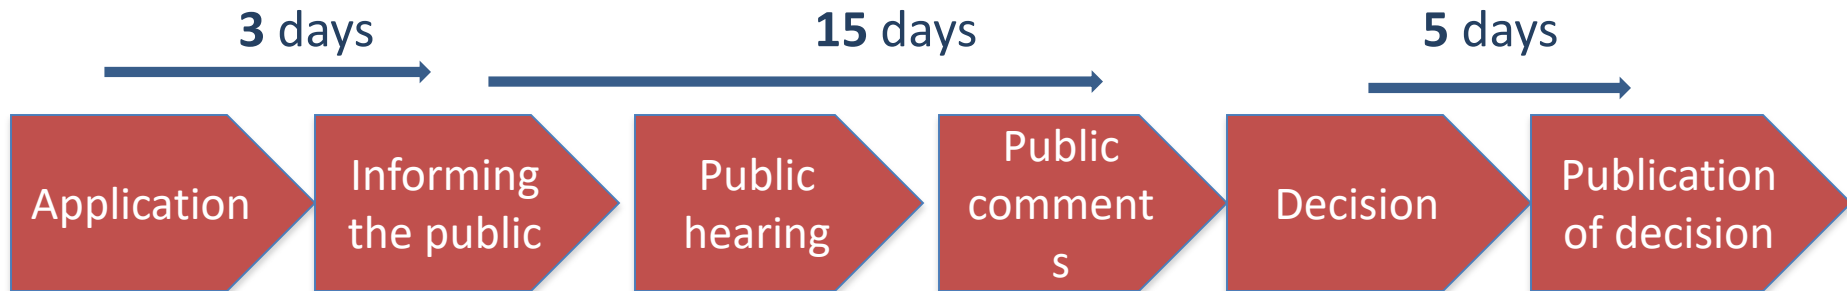 3 days
15 days
5 days
Application
Informing
the public
Public
hearing
Public
comment
s
Decision
Publication
of decision